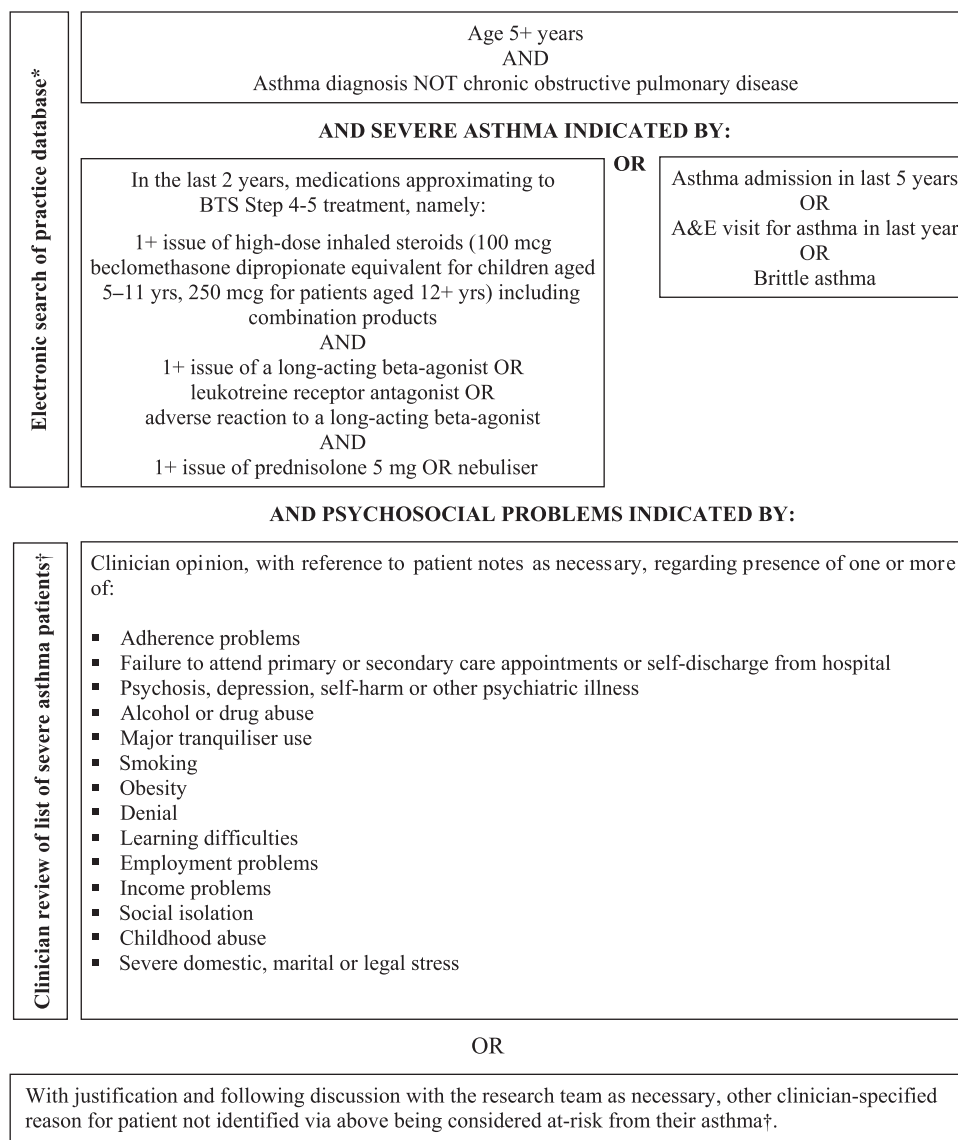 Electronic search of practice database*
Age 5+ years
AND
Asthma diagnosis NOT chronic obstructive pulmonary disease
AND SEVERE ASTHMA INDICATED BY:
In the last 2 years, medications approximating to
BTS Step 4-5 treatment, namely:
1+ issue of high-dose inhaled steroids (100 mcg
beclomethasone dipropionate equivalent for children aged
5–11 yrs, 250 mcg for patients aged 12+ yrs) including
combination products
AND
1+ issue of a long-acting beta-agonist OR
leukotreine receptor antagonist OR
adverse reaction to a long-acting beta-agonist
AND
1+ issue of prednisolone 5 mg OR nebuliser
OR
Asthma admission in last 5 years
OR
A&E visit for asthma in last year
OR
Brittle asthma
AND PSYCHOSOCIAL PROBLEMS INDICATED BY:
Clinician review of list of severe asthma patients†
Clinician opinion, with reference to patient notes as necessary, regarding presence of one or more
of:
▪ Adherence problems
▪ Failure to attend primary or secondary care appointments or self-discharge from hospital
▪ Psychosis, depression, self-harm or other psychiatric illness
▪ Alcohol or drug abuse
▪ Major tranquiliser use
▪ Smoking
▪ Obesity
▪ Denial
▪ Learning difficulties
▪ Employment problems
▪ Income problems
▪ Social isolation
▪ Childhood abuse
▪ Severe domestic, marital or legal stress
OR
With justification and following discussion with the research team as necessary, other clinician-specified
reason for patient not identified via above being considered at-risk from their asthma†.